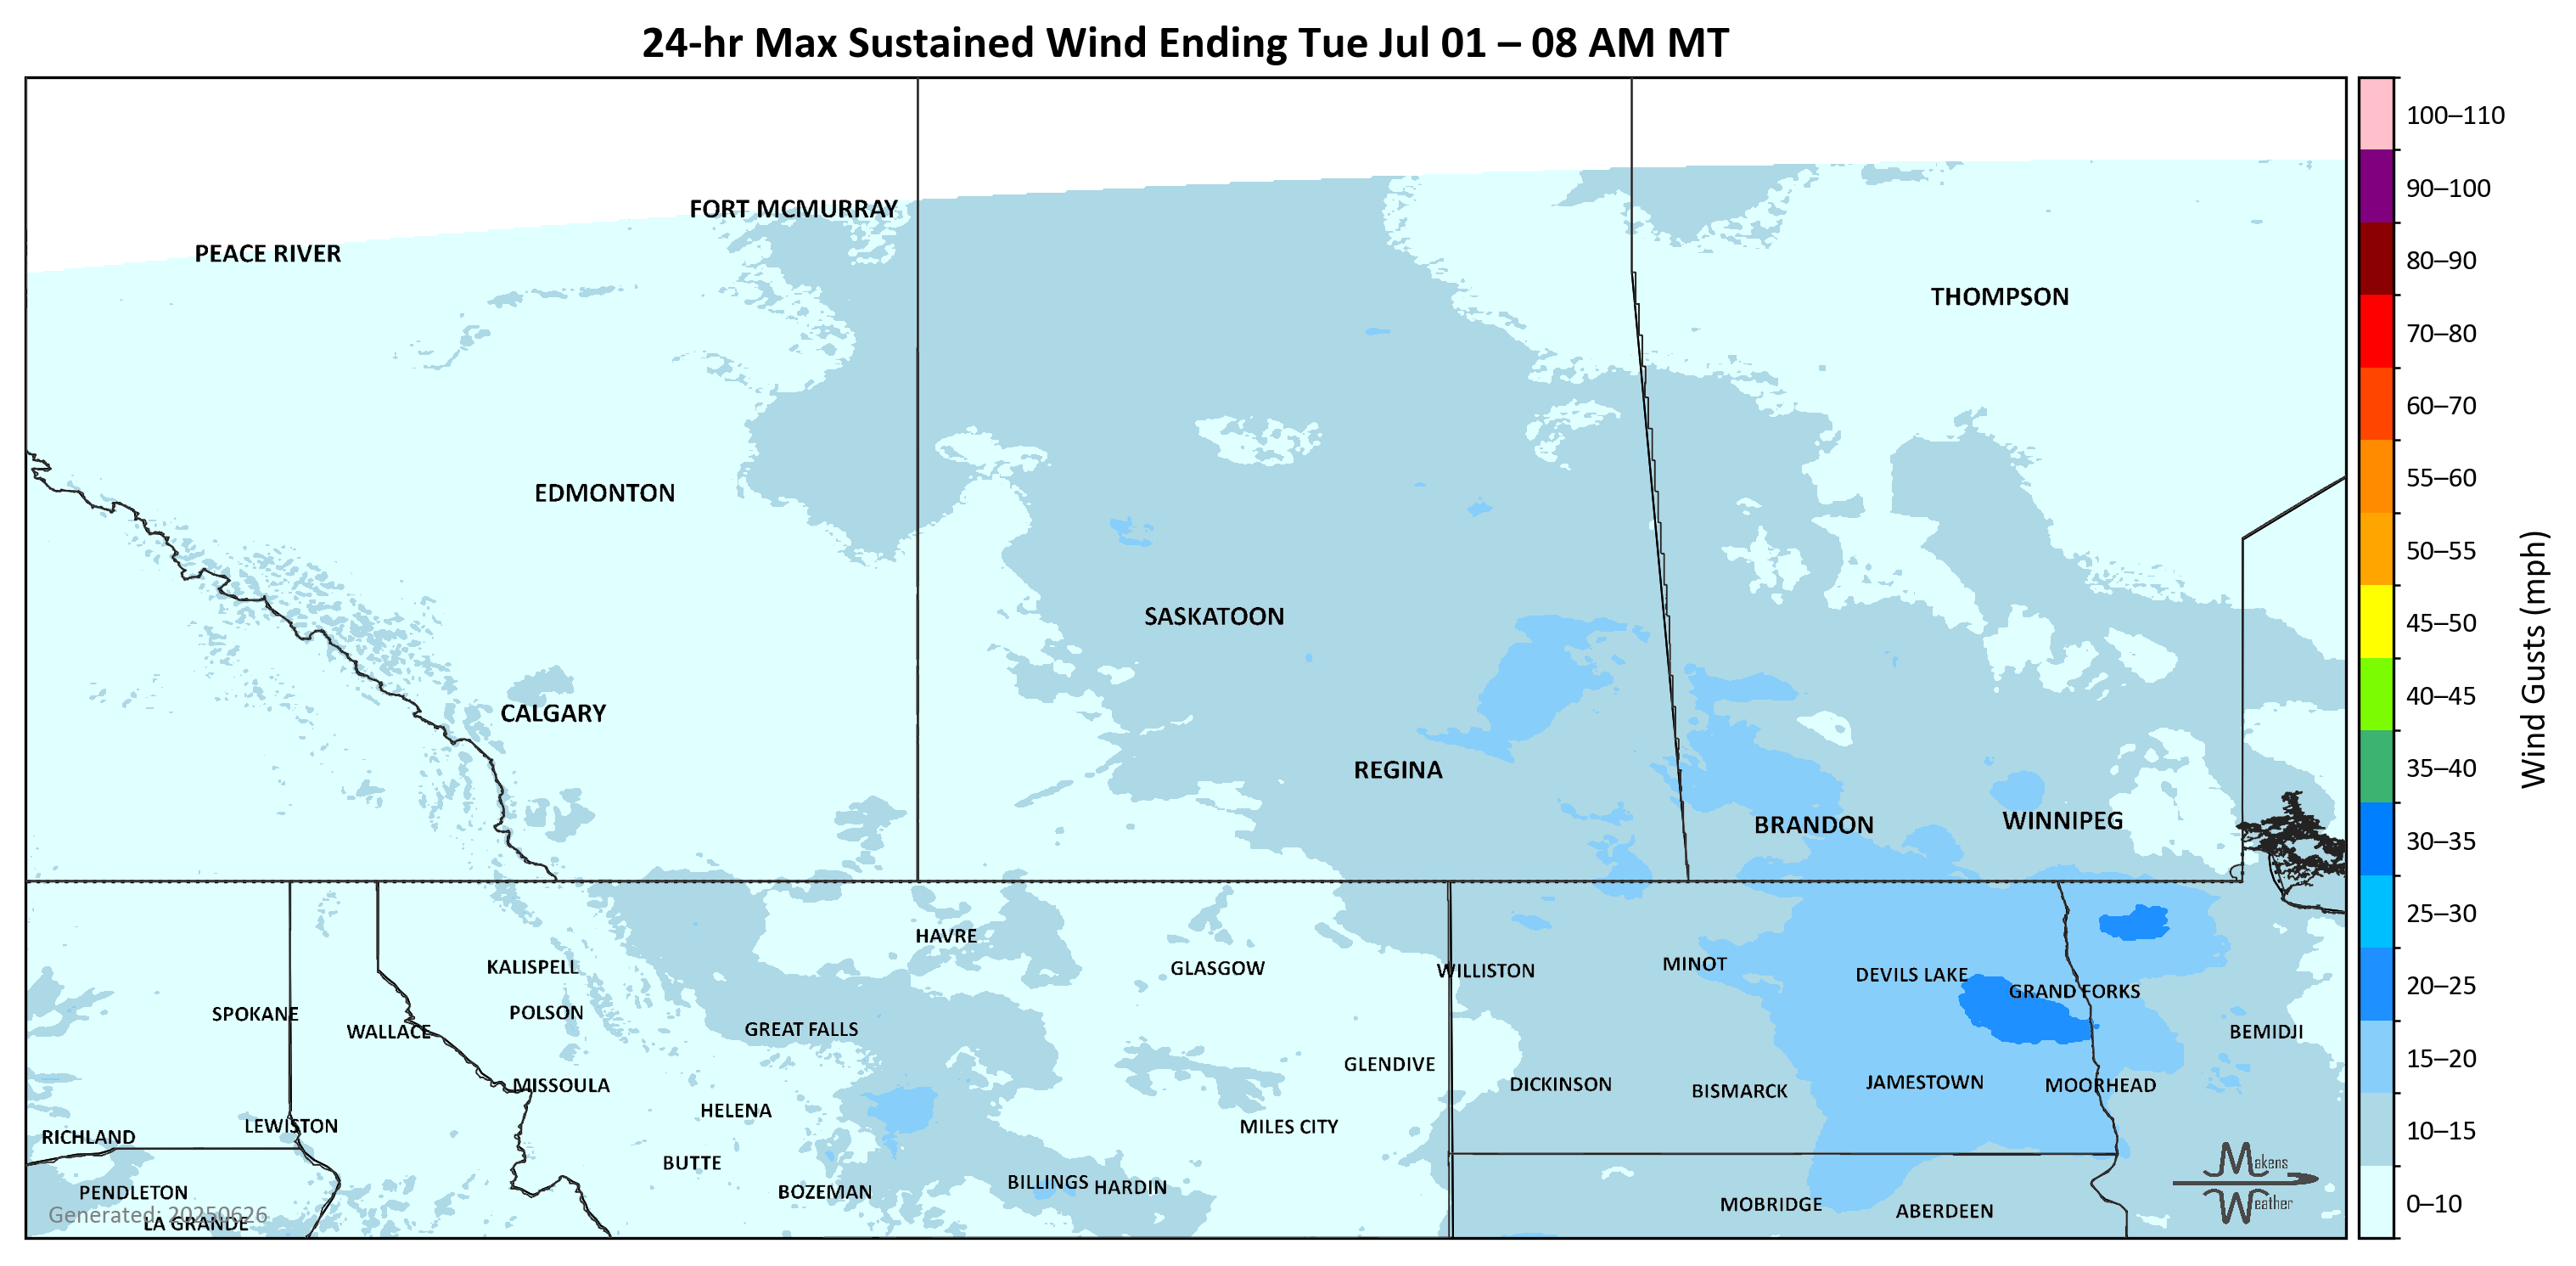 24-hr Max Sustained Wind Ending Tue Jul 01 – 08 AM MT
100–110
90–100
80–90
70–80
60–70
55–60
50–55
45–50
40–45
35–40
30–35
25–30
20–25
15–20
10–15
0–10
Wind Gusts (mph)
FORT MCMURRAY
PEACE RIVER
THOMPSON
EDMONTON
SASKATOON
CALGARY
REGINA
BRANDON
WINNIPEG
HAVRE
KALISPELL
GLASGOW
WILLISTON
MINOT
DEVILS LAKE
GRAND FORKS
SPOKANE
POLSON
WALLACE
GREAT FALLS
BEMIDJI
GLENDIVE
MISSOULA
DICKINSON
BISMARCK
JAMESTOWN
MOORHEAD
HELENA
LEWISTON
MILES CITY
RICHLAND
BUTTE
PENDLETON
BOZEMAN
BILLINGS
HARDIN
MOBRIDGE
ABERDEEN
Generated: 20250626
LA GRANDE
Makens
Weather